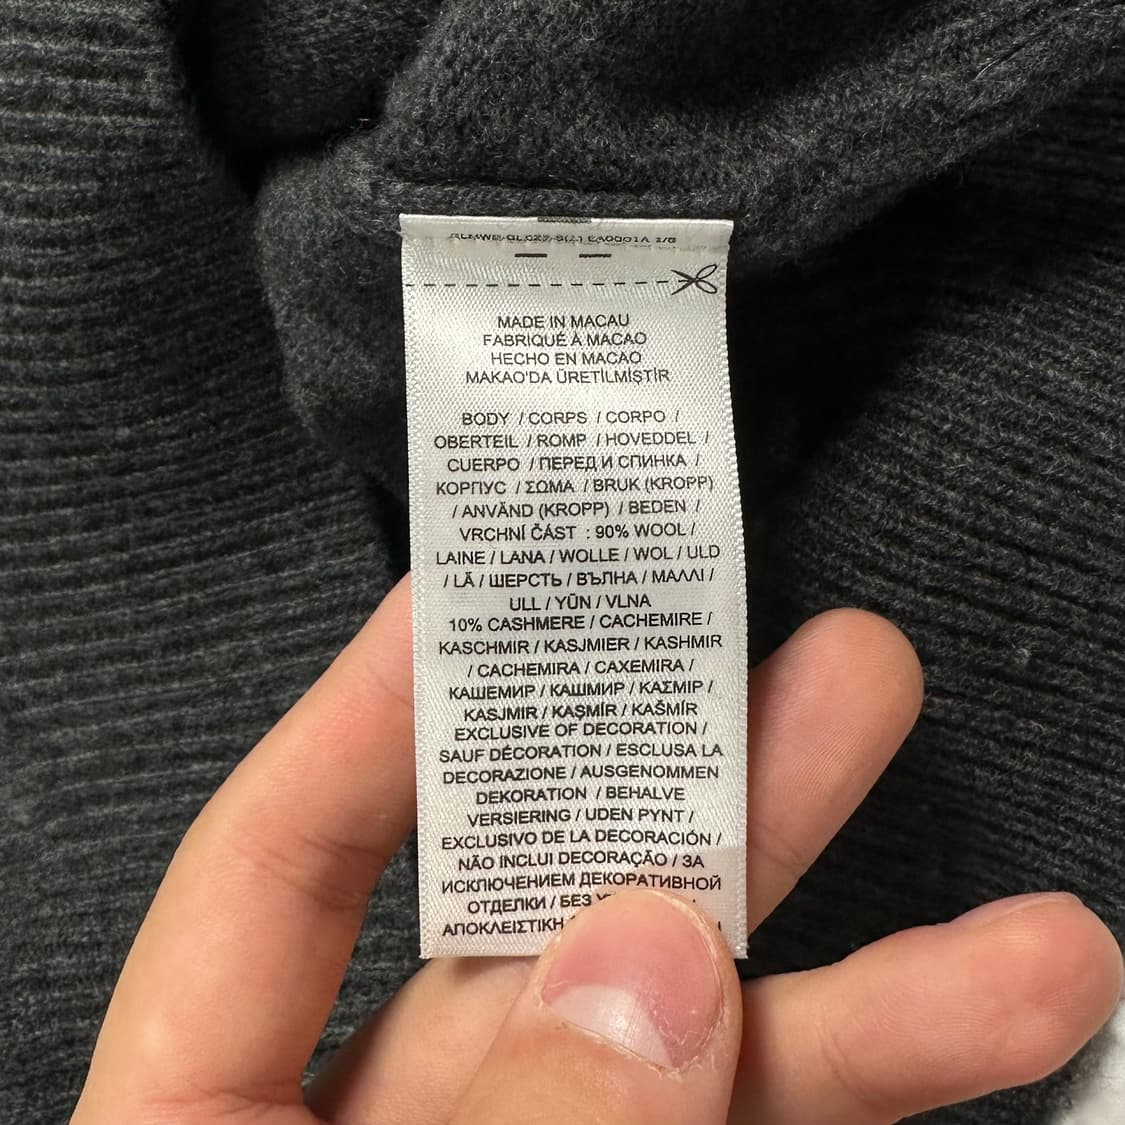 MADE IN MACAU
FABRIQUÉ À MACAO
HECHO EN MACAO
MAKAO'DA ÜRETİLMİŞTİR
BODY / CORPS / CORPO /
OBERTEIL / ROMP / HOVEDDEL /
CUERPO / ПЕРЕД И СПИНКА /
КОРПУС / ΣΩΜΑ / BRUK (KROPP)
/ ANVÄND (KROPP) / BEDEN /
VRCHNÍ ČÁST : 90% WOOL /
LAINE / LANA / WOLLE / WOL / ULD
/ LÃ / ШЕРСТЬ / ВЪЛНА / ΜΑΛΛΙ /
ULL / YÜN / VLNA
10% CASHMERE / CACHEMIRE /
KASCHMIR / KASJMIER / KASHMIR
/ CACHEMIRA / CAXEMIRA /
КАШЕМИР / КАШМИР / ΚΑΣΜΙΡ /
KASJMIR / KAŞMİR / KAŠMÍR
EXCLUSIVE OF DECORATION /
SAUF DÉCORATION / ESCLUSA LA
DECORAZIONE / AUSGENOMMEN
DEKORATION / BEHALVE
VERSIERING / UDEN PYNT /
EXCLUSIVO DE LA DECORACIÓN /
NÃO INCLUI DECORAÇÃO / ЗА
ИСКЛЮЧЕНИЕМ ДЕКОРАТИВНОЙ
ОТДЕЛКИ / БЕЗ